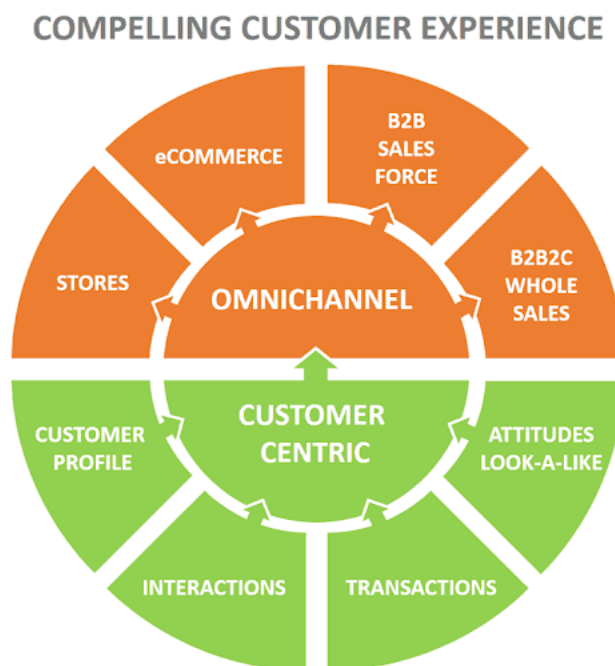 COMPELLING CUSTOMER EXPERIENCE
eCOMMERCE
B2B
SALES
FORCE
STORES
B2B2C
WHOLE
SALES
OMNICHANNEL
CUSTOMER
CENTRIC
CUSTOMER
PROFILE
ATTITUDES
LOOK-A-LIKE
INTERACTIONS
TRANSACTIONS